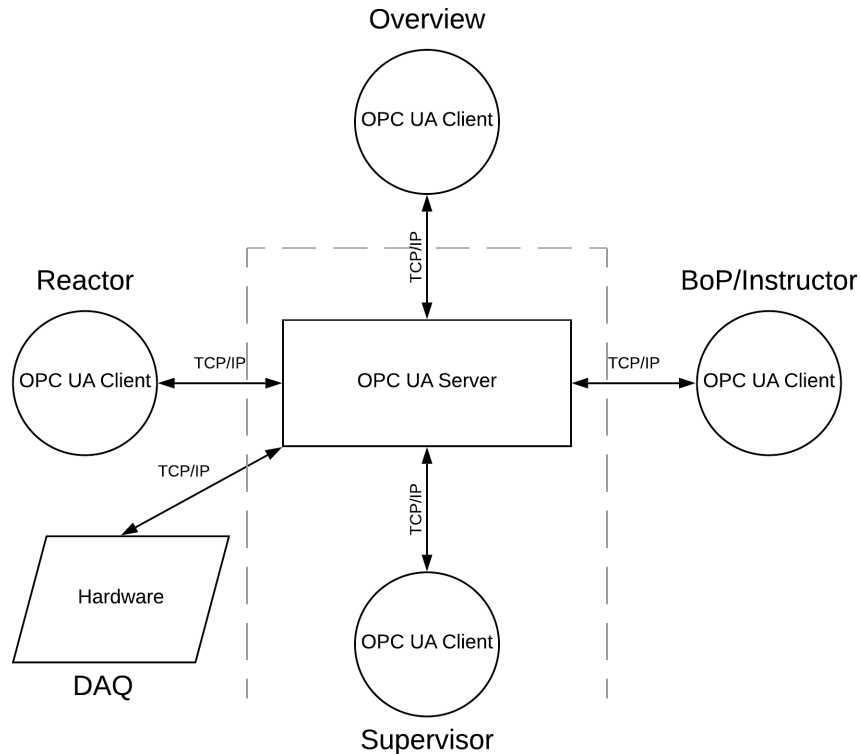 Overview
OPC UA Client
TCP/IP
Reactor
BoP/Instructor
OPC UA Client
TCP/IP
OPC UA Server
TCP/IP
OPC UA Client
TCP/IP
TCP/IP
Hardware
DAQ
OPC UA Client
Supervisor